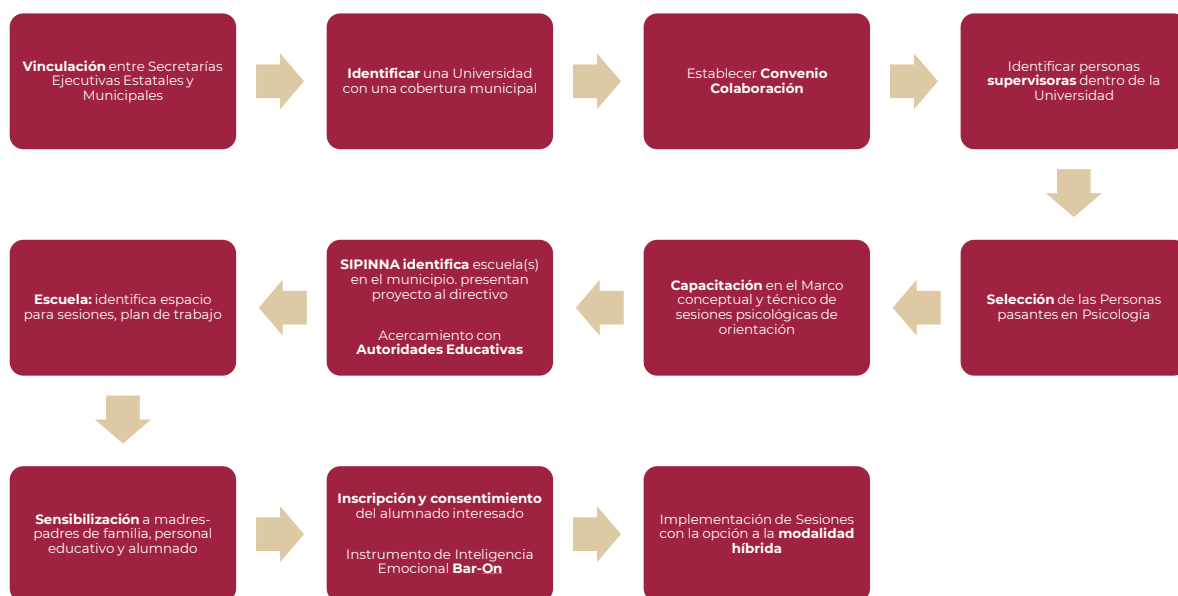 Vinculación entre Secretarías
Ejecutivas Estatales y
Municipales
Identificar una Universidad
con una cobertura municipal
Establecer Convenio
Colaboración
Identificar personas
supervisoras dentro de la
Universidad
Selección de las Personas
pasantes en Psicología
Capacitación en el Marco
conceptual y técnico de
sesiones psicológicas de
orientación
SIPINNA identifica escuela(s)
en el municipio. presentan
proyecto al directivo
Acercamiento con
Autoridades Educativas
Escuela: identifica espacio
para sesiones, plan de trabajo
Sensibilización a madres-
padres de familia, personal
educativo y alumnado
Inscripción y consentimiento
del alumnado interesado
Instrumento de Inteligencia
Emocional Bar-On
Implementación de Sesiones
con la opción a la modalidad
híbrida